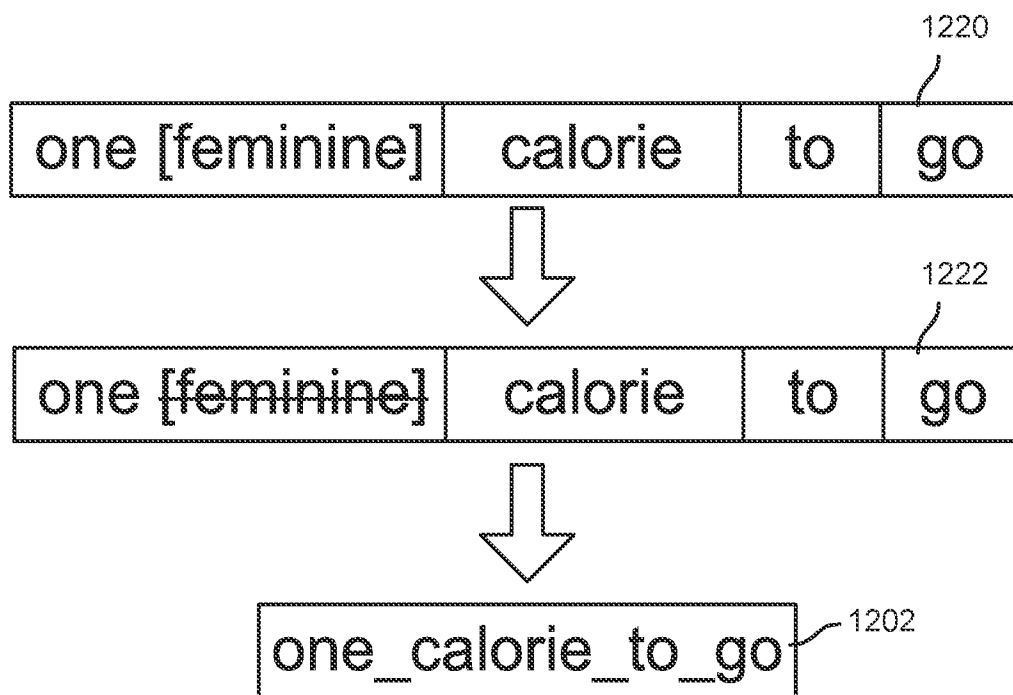 1220
one [feminine] calorie to go
1222
one [feminine] calorie to go
one_calorie_to_go 1202